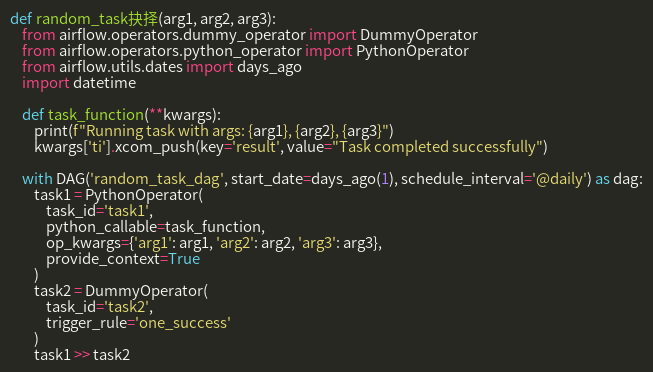 def random_task抉择(arg1, arg2, arg3):
    from airflow.operators.dummy_operator import DummyOperator
    from airflow.operators.python_operator import PythonOperator
    from airflow.utils.dates import days_ago
    import datetime

    def task_function(**kwargs):
        print(f"Running task with args: {arg1}, {arg2}, {arg3}")
        kwargs['ti'].xcom_push(key='result', value="Task completed successfully")

    with DAG('random_task_dag', start_date=days_ago(1), schedule_interval='@daily') as dag:
        task1 = PythonOperator(
            task_id='task1',
            python_callable=task_function,
            op_kwargs={'arg1': arg1, 'arg2': arg2, 'arg3': arg3},
            provide_context=True
        )
        task2 = DummyOperator(
            task_id='task2',
            trigger_rule='one_success'
        )
        task1 >> task2